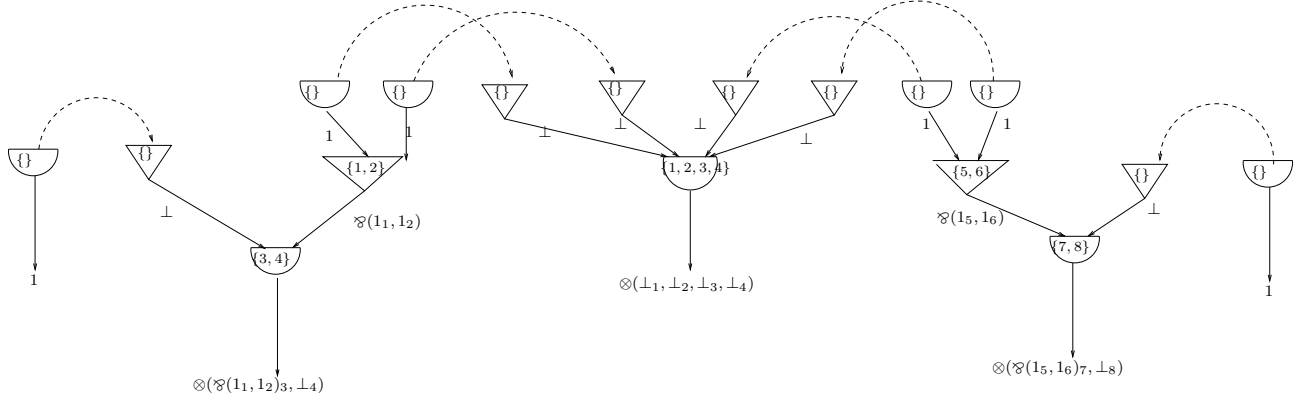 {} {} {} {} {} {} {} {}
{} {} {} {}
1 1 ⊥ ⊥ ⊥ ⊥ 1 1
{1, 2} {1, 2, 3, 4} {5, 6}
⊥ ⅋(1₁, 1₂) ⅋(1₅, 1₆) ⊥
{3, 4} {7, 8}
1 ⊗(⊥₁, ⊥₂, ⊥₃, ⊥₄) 1
⊗(⅋(1₅, 1₆)₇, ⊥₈)
⊗(⅋(1₁, 1₂)₃, ⊥₄)